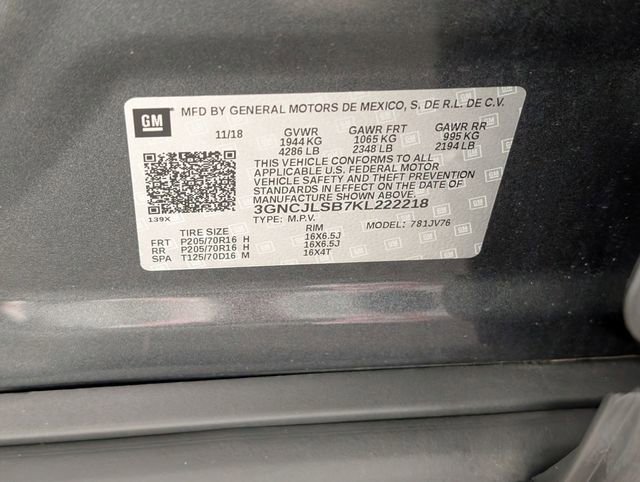 GM
MFD BY GENERAL MOTORS DE MEXICO, S. DE R.L. DE C.V.
11/18 GVWR GAWR FRT GAWR RR
1944 KG 1065 KG 995 KG
4286 LB 2348 LB 2194 LB
THIS VEHICLE CONFORMS TO ALL
APPLICABLE U.S. FEDERAL MOTOR
VEHICLE SAFETY AND THEFT PREVENTION
STANDARDS IN EFFECT ON THE DATE OF
MANUFACTURE SHOWN ABOVE.
3GNCJLSB7KL222218
139X
TYPE: M.P.V. MODEL: 781JV76
TIRE SIZE RIM
FRT P205/70R16 H 16X6.5J
RR P205/70R16 H 16X6.5J
SPA T125/70D16 M 16X4T